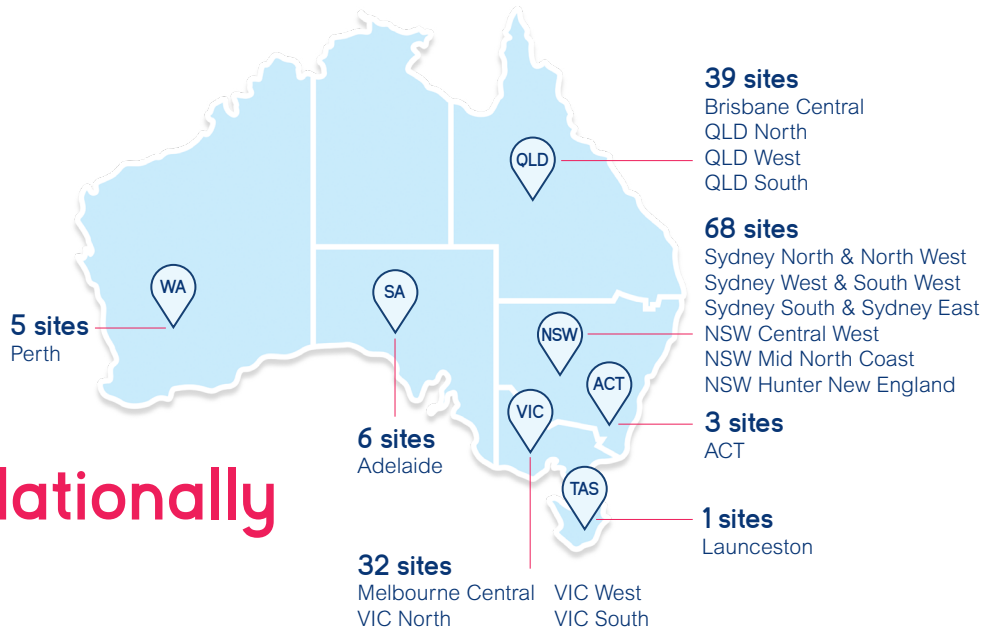 39 sites
Brisbane Central
QLD North
QLD West
QLD South
QLD
68 sites
Sydney North & North West
Sydney West & South West
Sydney South & Sydney East
NSW Central West
NSW Mid North Coast
NSW Hunter New England
NSW
WA
5 sites
Perth
SA
6 sites
Adelaide
ACT
3 sites
ACT
VIC
32 sites
Melbourne Central
VIC North
VIC West
VIC South
TAS
1 sites
Launceston